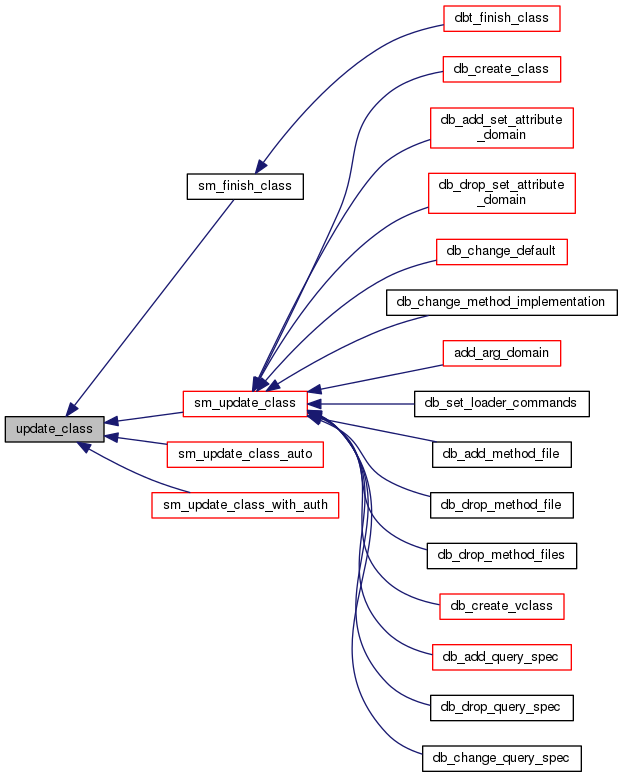 dbt_finish_class
db_create_class
db_add_set_attribute
_domain
sm_finish_class
db_drop_set_attribute
_domain
db_change_default
db_change_method_implementation
add_arg_domain
sm_update_class
db_set_loader_commands
update_class
sm_update_class_auto
db_add_method_file
sm_update_class_with_auth
db_drop_method_file
db_drop_method_files
db_create_vclass
db_add_query_spec
db_drop_query_spec
db_change_query_spec